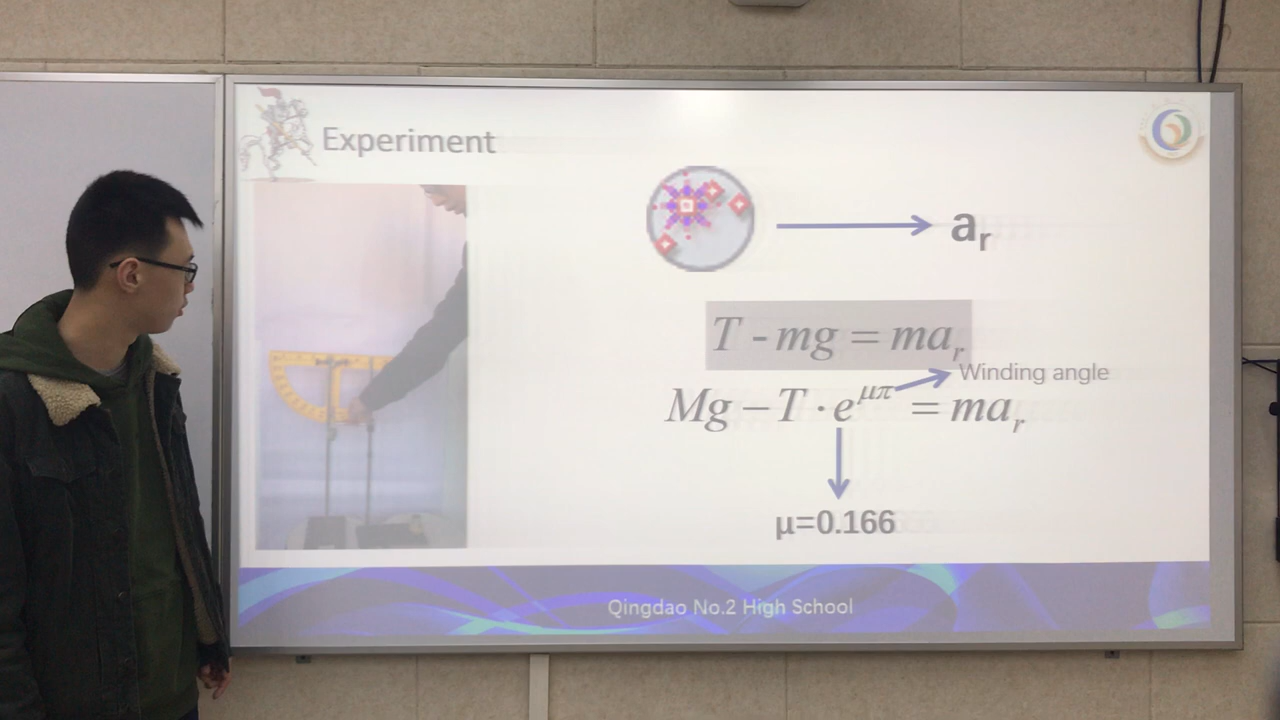 Experiment
a_r
T - mg = ma_r
Winding angle
Mg − T · e^{μπ} = ma_r
μ=0.166
Qingdao No.2 High School